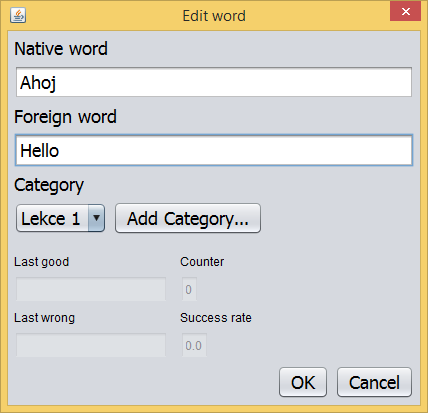 Edit word
Native word
Ahoj
Foreign word
Hello
Category
Lekce 1 Add Category...
Last good Counter
0
Last wrong Success rate
0.0
OK Cancel